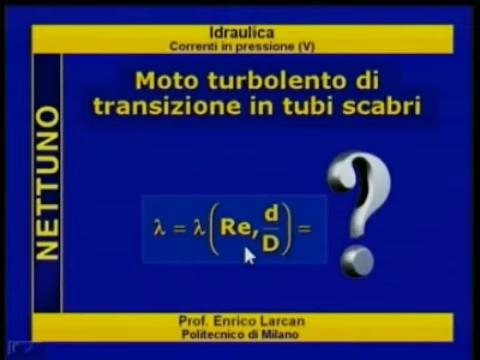 Idraulica
Correnti in pressione (V)
Moto turbolento di
transizione in tubi scabri
NETTUNO
λ = λ(Re, d/D) = ?
Prof. Enrico Larcan
Politecnico di Milano